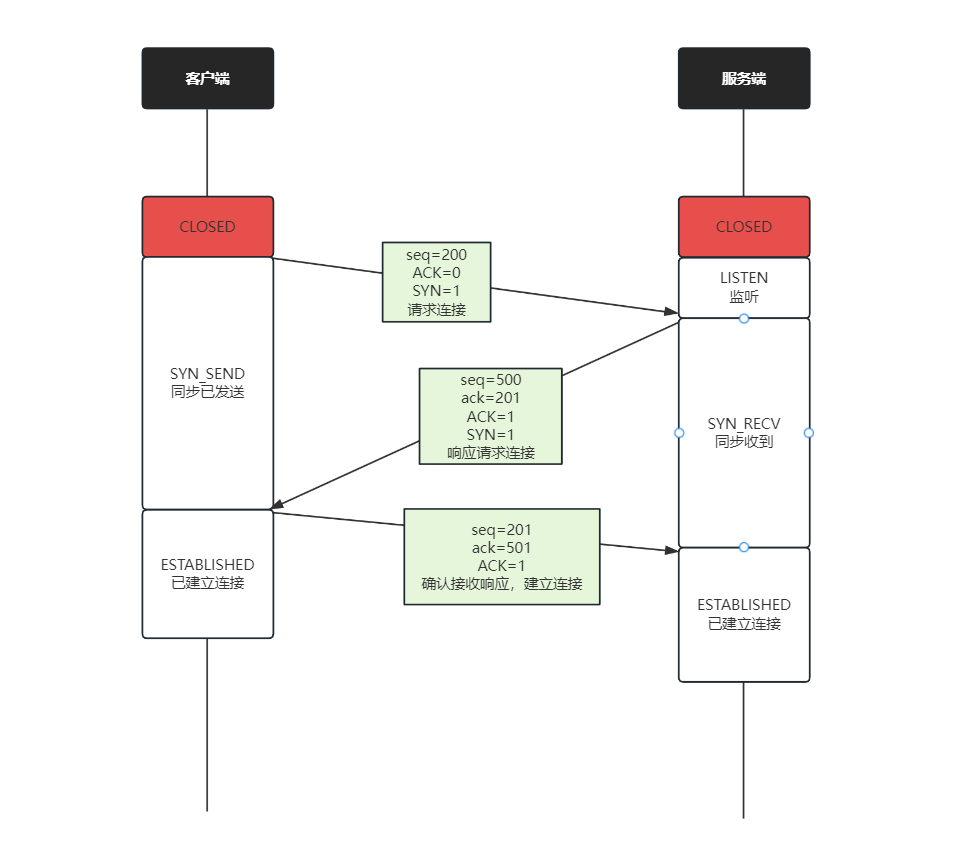 客户端
服务端
CLOSED
CLOSED
seq=200
ACK=0
SYN=1
请求连接
LISTEN
监听
SYN_SEND
同步已发送
seq=500
ack=201
ACK=1
SYN=1
响应请求连接
SYN_RECV
同步收到
seq=201
ack=501
ACK=1
确认接收响应，建立连接
ESTABLISHED
已建立连接
ESTABLISHED
已建立连接